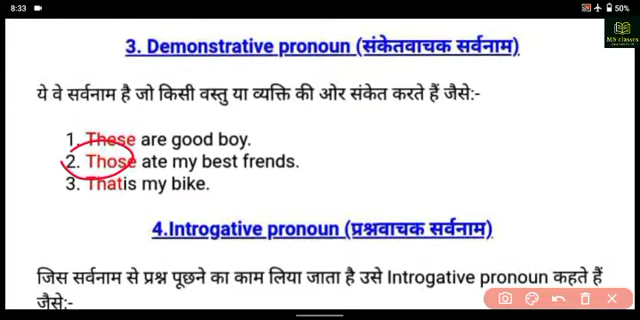 8:33
50%
MS classes
3. Demonstrative pronoun (संकेतवाचक सर्वनाम)
ये वे सर्वनाम है जो किसी वस्तु या व्यक्ति की ओर संकेत करते हैं जैसे:-
1. These are good boy.
2. Those ate my best frends.
3. Thatis my bike.
4.Introgative pronoun (प्रश्नवाचक सर्वनाम)
जिस सर्वनाम से प्रश्न पूछने का काम लिया जाता है उसे Introgative pronoun कहते हैं
जैसे:-